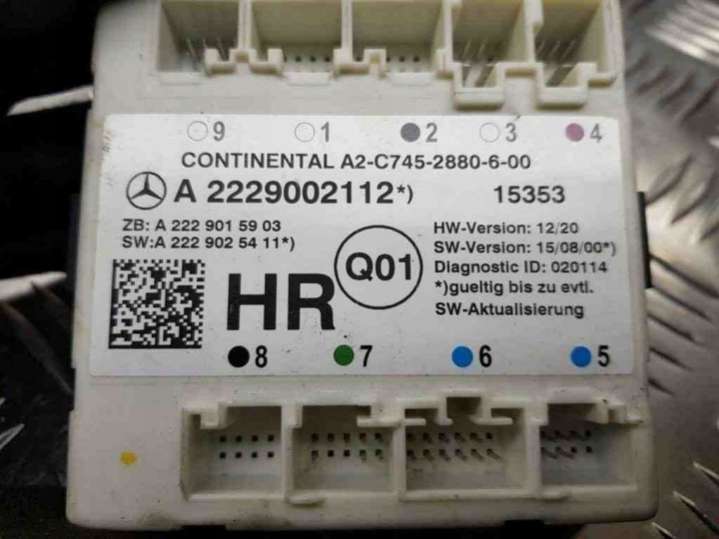 9 1 2 3 4
CONTINENTAL A2-C745-2880-6-00
A 2229002112*) 15353
ZB: A 222 901 59 03
SW:A 222 902 54 11*)
HW-Version: 12/20
SW-Version: 15/08/00*)
Diagnostic ID: 020114
*)gueltig bis zu evtl.
SW-Aktualisierung
Q01
HR
8 7 6 5